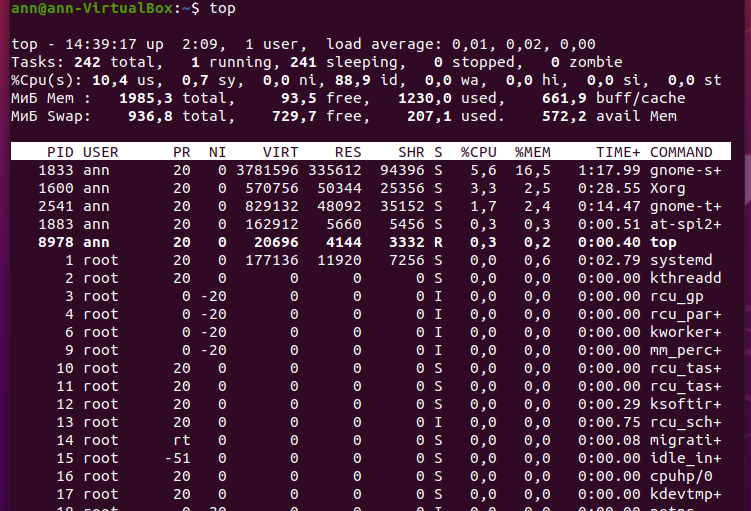 ann@ann-VirtualBox:~$ top
top - 14:39:17 up  2:09,  1 user,  load average: 0,01, 0,02, 0,00
Tasks: 242 total,   1 running, 241 sleeping,   0 stopped,   0 zombie
%Cpu(s): 10,4 us,  0,7 sy,  0,0 ni, 88,9 id,  0,0 wa,  0,0 hi,  0,0 si,  0,0 st
МиБ Mem :   1985,3 total,     93,5 free,   1230,0 used,    661,9 buff/cache
МиБ Swap:    936,8 total,    729,7 free,    207,1 used.    572,2 avail Mem
PID USER      PR  NI    VIRT    RES    SHR S  %CPU  %MEM     TIME+ COMMAND
1833 ann       20   0 3781596 335612  94396 S   5,6  16,5   1:17.99 gnome-s+
1600 ann       20   0  570756  50344  25356 S   3,3   2,5   0:28.55 Xorg
2541 ann       20   0  829132  48092  35152 S   1,7   2,4   0:14.47 gnome-t+
1883 ann       20   0  162912   5660   5456 S   0,3   0,3   0:00.51 at-spi2+
8978 ann       20   0   20696   4144   3332 R   0,3   0,2   0:00.40 top
1 root      20   0  177136  11920   7256 S   0,0   0,6   0:02.79 systemd
2 root      20   0       0      0      0 S   0,0   0,0   0:00.00 kthreadd
3 root       0 -20       0      0      0 I   0,0   0,0   0:00.00 rcu_gp
4 root       0 -20       0      0      0 I   0,0   0,0   0:00.00 rcu_par+
6 root       0 -20       0      0      0 I   0,0   0,0   0:00.00 kworker+
9 root       0 -20       0      0      0 I   0,0   0,0   0:00.00 mm_perc+
10 root      20   0       0      0      0 S   0,0   0,0   0:00.00 rcu_tas+
11 root      20   0       0      0      0 S   0,0   0,0   0:00.00 rcu_tas+
12 root      20   0       0      0      0 S   0,0   0,0   0:00.29 ksoftir+
13 root      20   0       0      0      0 I   0,0   0,0   0:00.75 rcu_sch+
14 root      rt   0       0      0      0 S   0,0   0,0   0:00.08 migrati+
15 root     -51   0       0      0      0 S   0,0   0,0   0:00.00 idle_in+
16 root      20   0       0      0      0 S   0,0   0,0   0:00.00 cpuhp/0
17 root      20   0       0      0      0 S   0,0   0,0   0:00.00 kdevtmp+